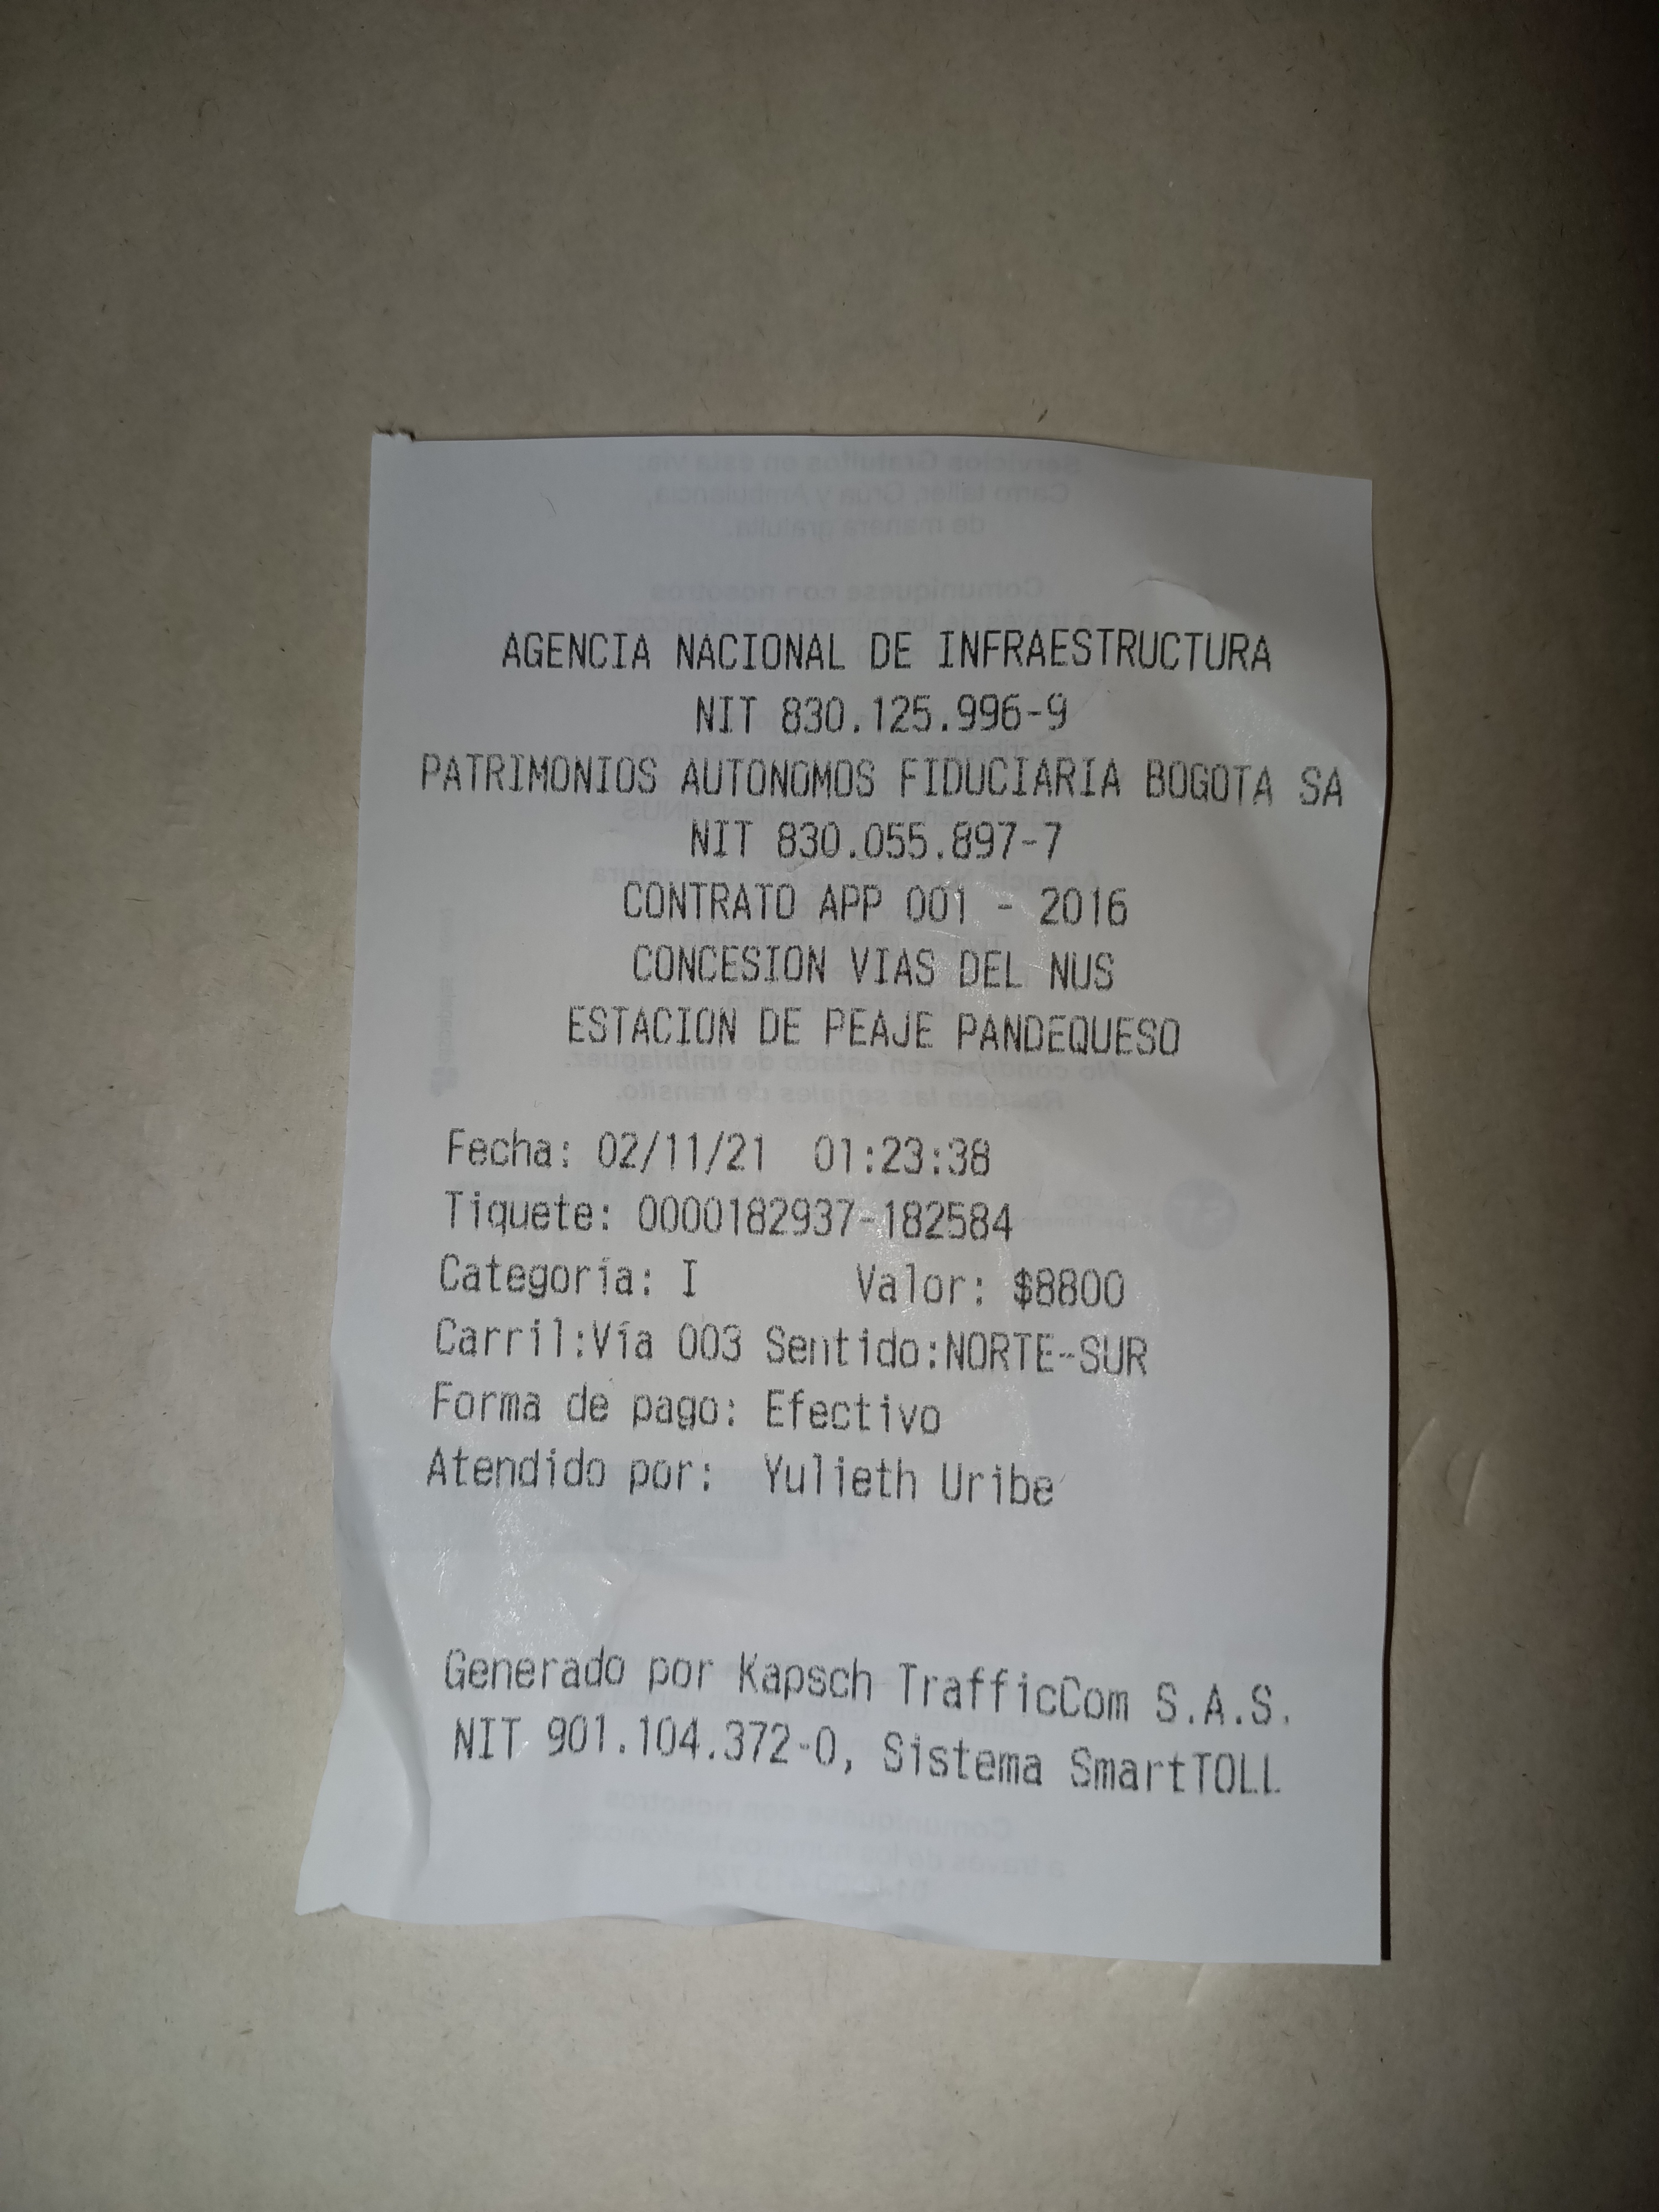 AGENCIA NACIONAL DE INFRAESTRUCTURA
NIT 830.125.996-9
PATRIMONIOS AUTONOMOS FIDUCIARIA BOGOTA SA
NIT 830.055.897-7
CONTRATO APP 001 - 2016
CONCESION VIAS DEL NUS
ESTACION DE PEAJE PANDEQUESO
Fecha: 02/11/21 01:23:38
Tiquete: 0000182937-182584
Categoría: I Valor: $8800
Carril:Vía 003 Sentido:NORTE-SUR
Forma de pago: Efectivo
Atendido por: Yulieth Uribe
Generado por Kapsch TrafficCom S.A.S.
NIT 901.104.372-0, Sistema SmartTOLL